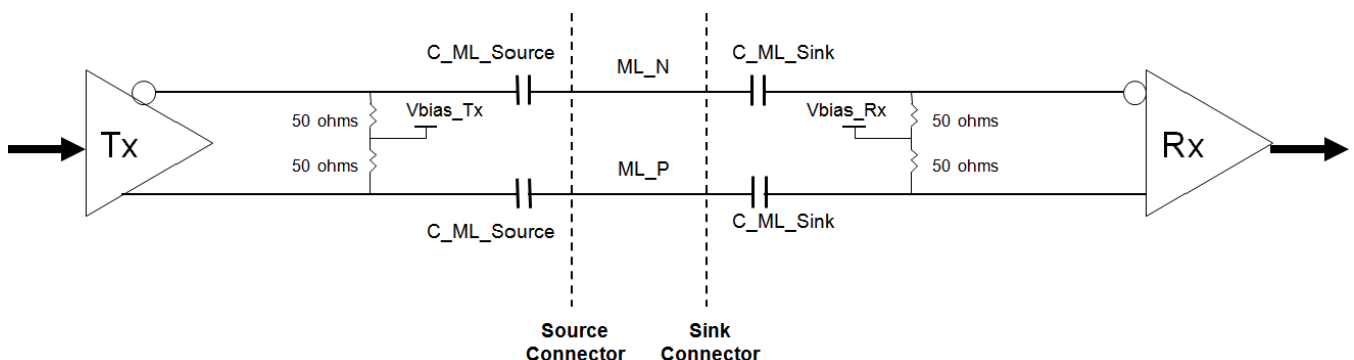 C_ML_Source
ML_N
C_ML_Sink
Vbias_Tx
Vbias_Rx
50 ohms
50 ohms
Tx
Rx
50 ohms
50 ohms
ML_P
C_ML_Source
C_ML_Sink
Source
Connector
Sink
Connector